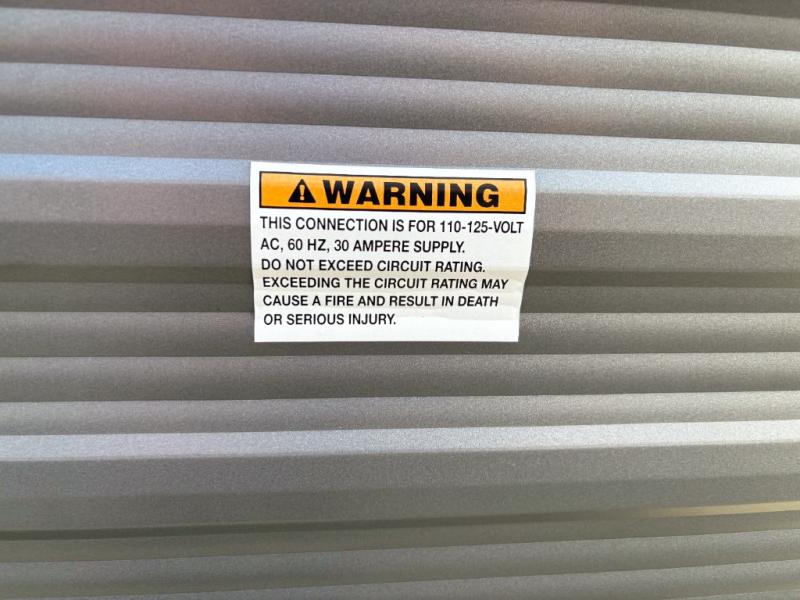 WARNING
THIS CONNECTION IS FOR 110-125-VOLT
AC, 60 HZ, 30 AMPERE SUPPLY.
DO NOT EXCEED CIRCUIT RATING.
EXCEEDING THE CIRCUIT RATING MAY
CAUSE A FIRE AND RESULT IN DEATH
OR SERIOUS INJURY.